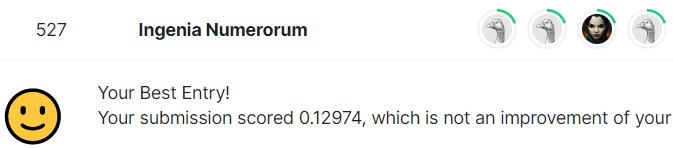 527 Ingenia Numerorum
Your Best Entry!
Your submission scored 0.12974, which is not an improvement of your